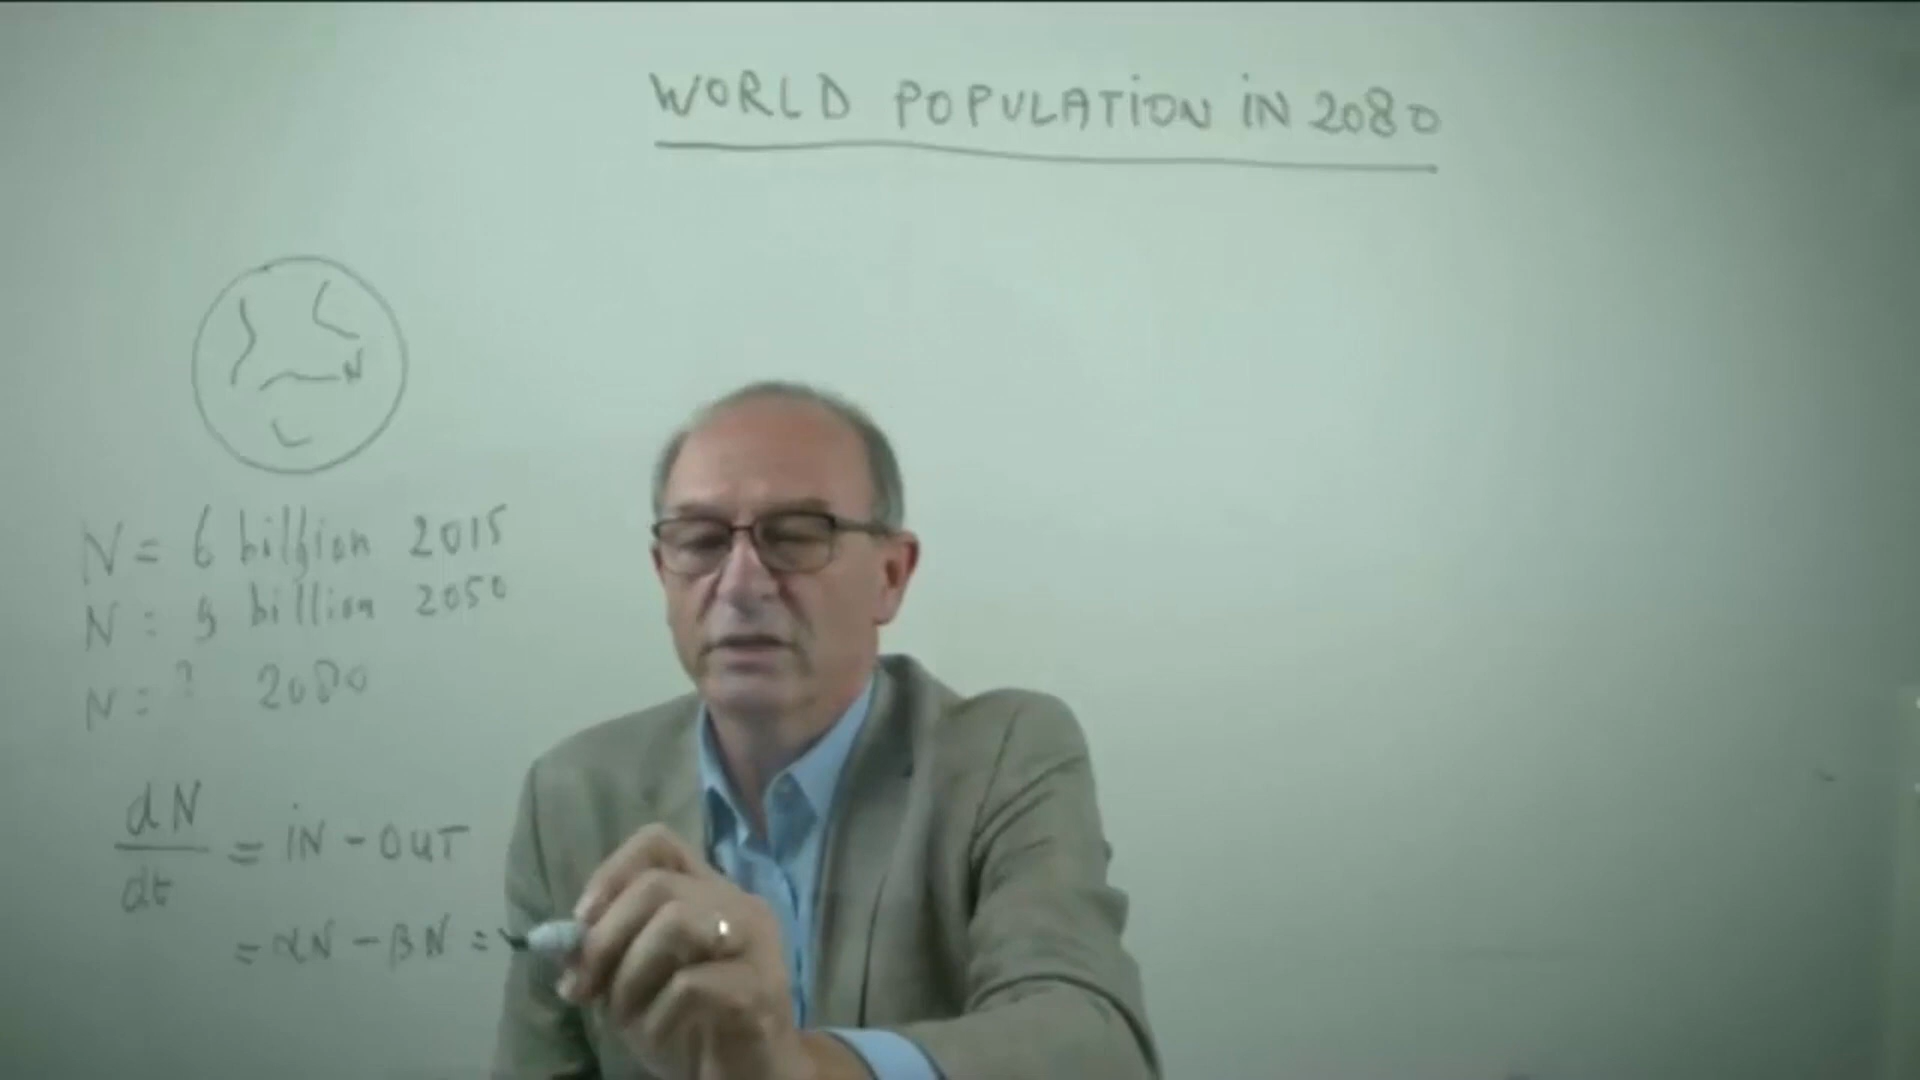 WORLD POPULATION IN 2080
N
N = 6 billion 2015
N = 9 billion 2050
N = ? 2080
dN
dt
= IN - OUT
= αN - βN =